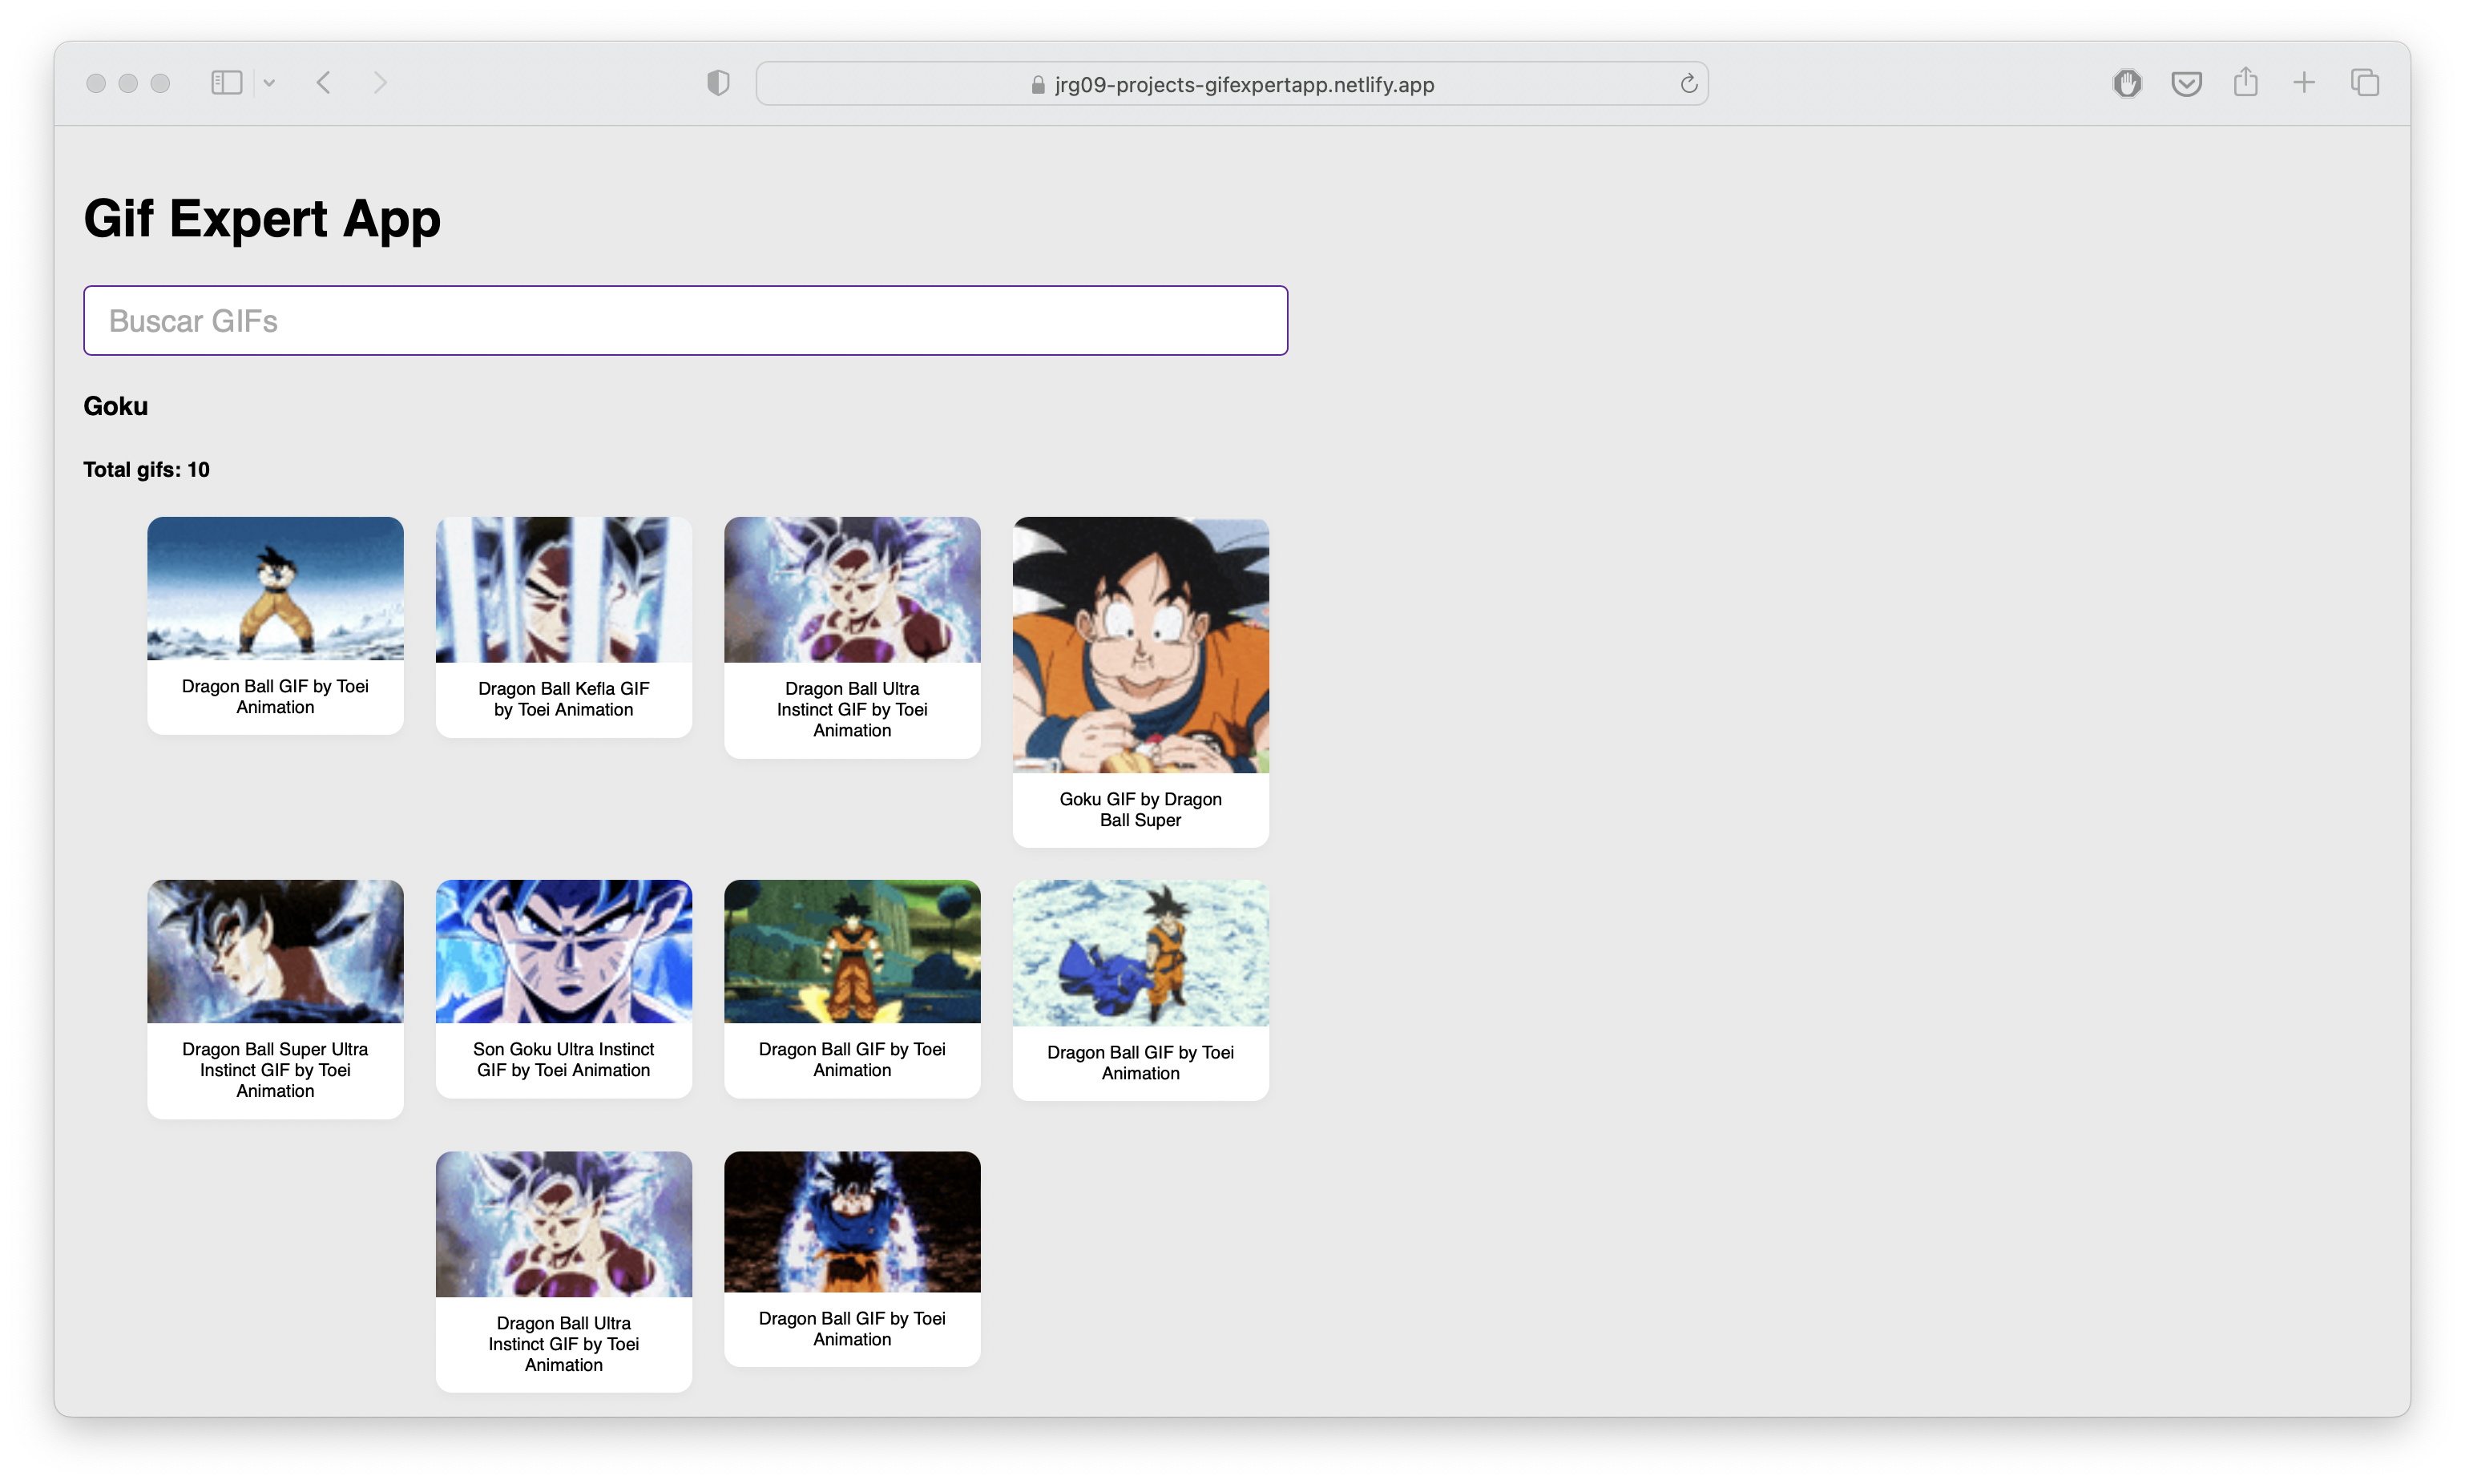 jrg09-projects-gifexpertapp.netlify.app
Gif Expert App
Buscar GIFs
Goku
Total gifs: 10
Dragon Ball GIF by Toei
Animation
Dragon Ball Kefla GIF
by Toei Animation
Dragon Ball Ultra
Instinct GIF by Toei
Animation
Goku GIF by Dragon
Ball Super
Dragon Ball Super Ultra
Instinct GIF by Toei
Animation
Son Goku Ultra Instinct
GIF by Toei Animation
Dragon Ball GIF by Toei
Animation
Dragon Ball GIF by Toei
Animation
Dragon Ball Ultra
Instinct GIF by Toei
Animation
Dragon Ball GIF by Toei
Animation